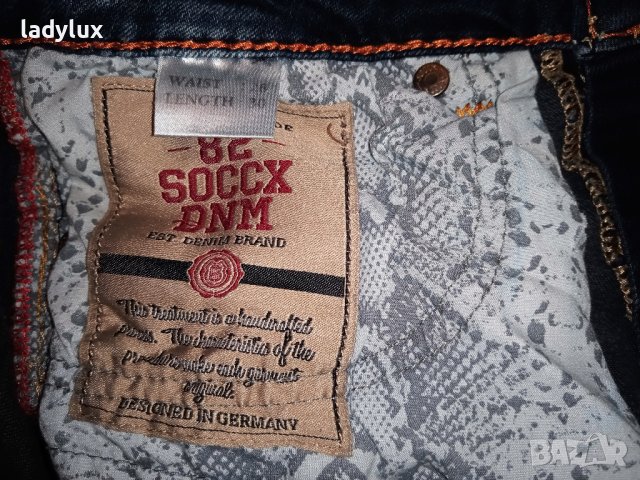 ladylux
WAIST 28
LENGTH 30
82
SOCCX
DNM
EST. DENIM BRAND
This treatment is a handcrafted
process. The characteristics of the
procedure make each garment
original.
DESIGNED IN GERMANY
BAZAR